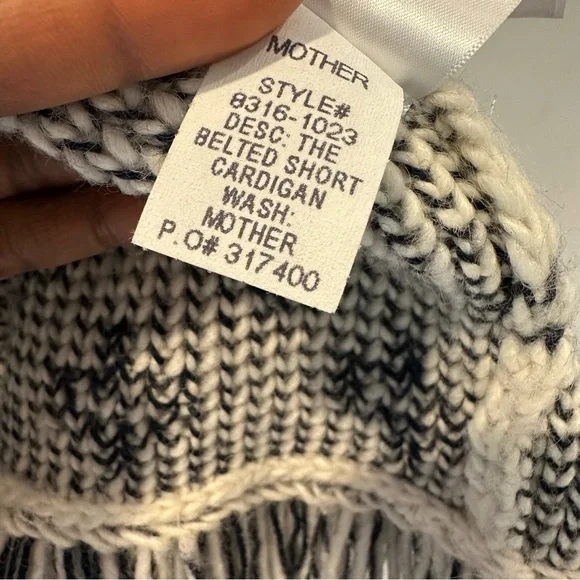 MOTHER
STYLE#
8316-1023
DESC: THE
BELTED SHORT
CARDIGAN
WASH:
MOTHER
P.O# 317400